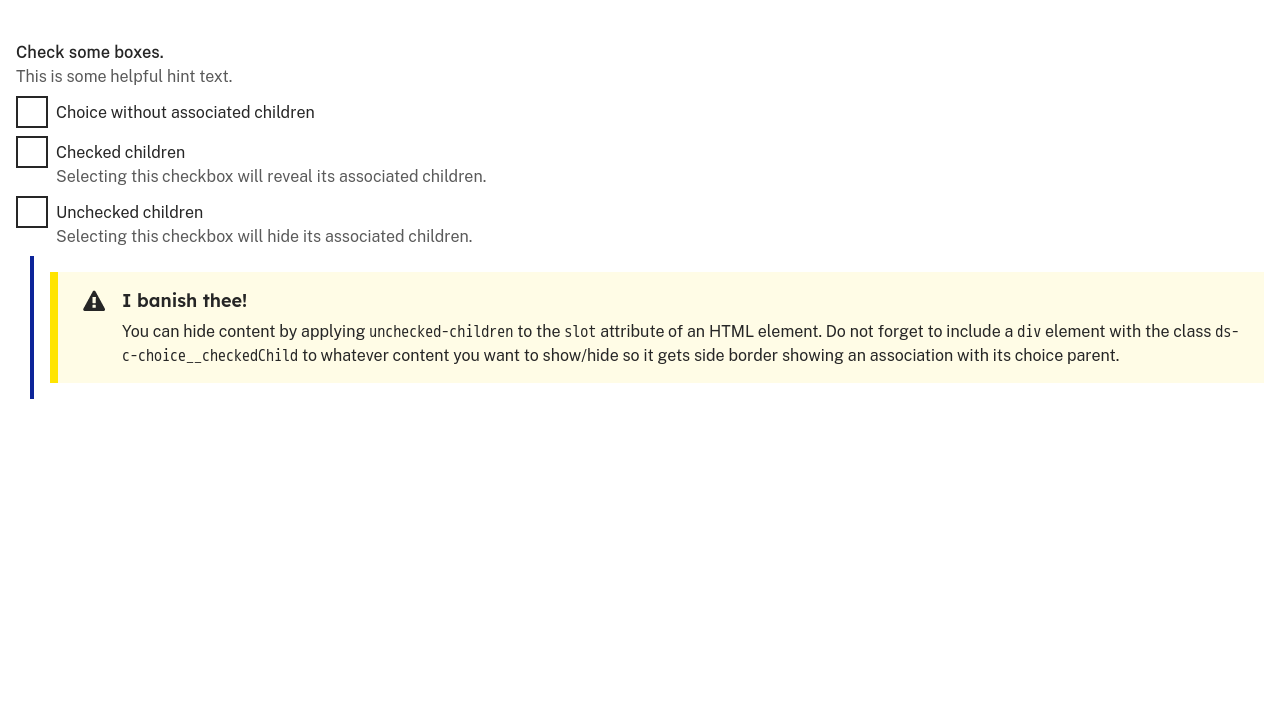 Check some boxes.
This is some helpful hint text.
Choice without associated children
Checked children
Selecting this checkbox will reveal its associated children.
Unchecked children
Selecting this checkbox will hide its associated children.
I banish thee!
You can hide content by applying unchecked-children to the slot attribute of an HTML element. Do not forget to include a div element with the class ds-
c-choice__checkedChild to whatever content you want to show/hide so it gets side border showing an association with its choice parent.